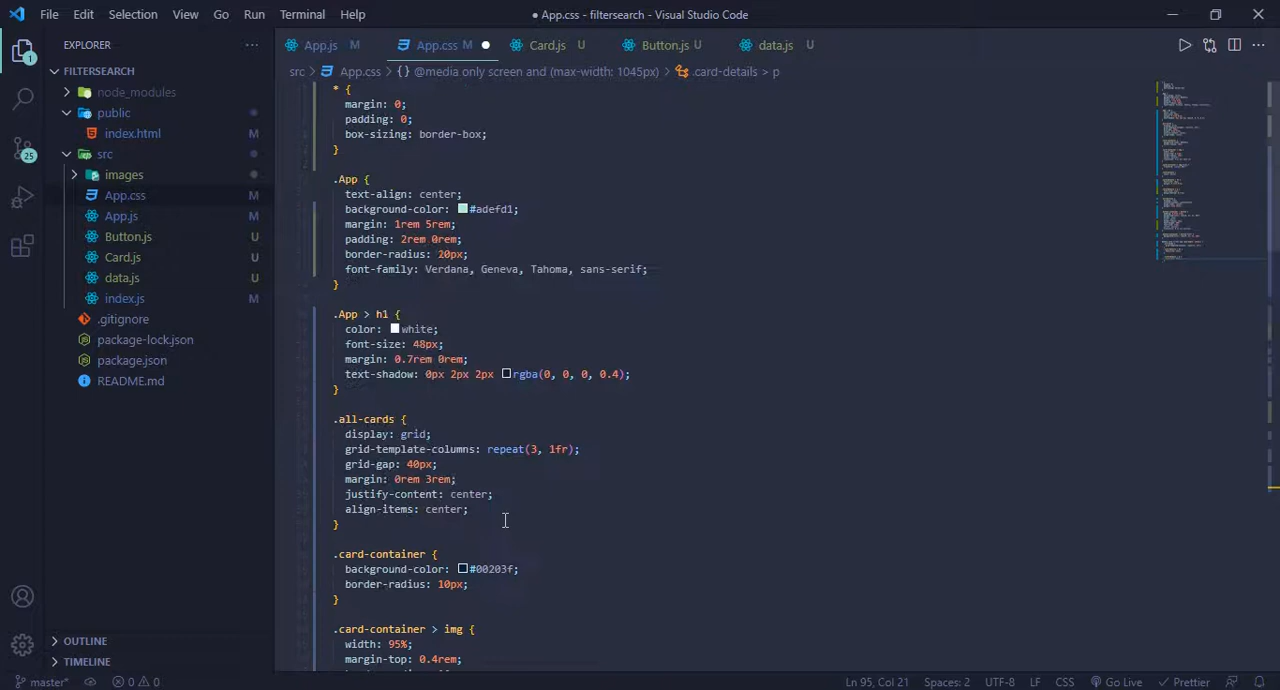 File Edit Selection View Go Run Terminal Help
● App.css - filtersearch - Visual Studio Code
EXPLORER
App.js M
App.css M
Card.js U
Button.js U
data.js U
FILTERSEARCH
src > App.css > {} @media only screen and (max-width: 1045px) > .card-details > p
node_modules
public
index.html M
src
images
App.css M
App.js M
Button.js U
Card.js U
data.js U
index.js M
.gitignore
package-lock.json
package.json
README.md
1
25
* {
margin: 0;
padding: 0;
box-sizing: border-box;
}
.App {
text-align: center;
background-color: #adefd1;
margin: 1rem 5rem;
padding: 2rem 0rem;
border-radius: 20px;
font-family: Verdana, Geneva, Tahoma, sans-serif;
}
.App > h1 {
color: white;
font-size: 48px;
margin: 0.7rem 0rem;
text-shadow: 0px 2px 2px rgba(0, 0, 0, 0.4);
}
.all-cards {
display: grid;
grid-template-columns: repeat(3, 1fr);
grid-gap: 40px;
margin: 0rem 3rem;
justify-content: center;
align-items: center;
}
.card-container {
background-color: #00203f;
border-radius: 10px;
}
.card-container > img {
width: 95%;
margin-top: 0.4rem;
OUTLINE
TIMELINE
master* 0 0 Ln 95, Col 21 Spaces: 2 UTF-8 LF CSS Go Live Prettier